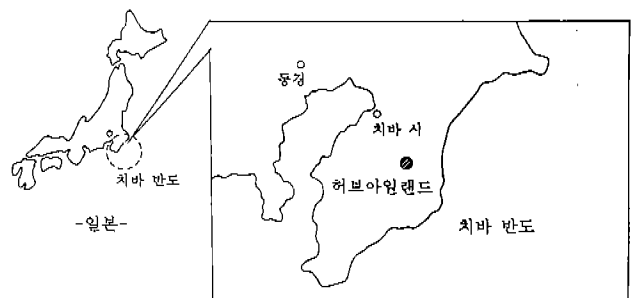 동경
치바 시
허브아일랜드
치바 반도
치바 반도
-일본-